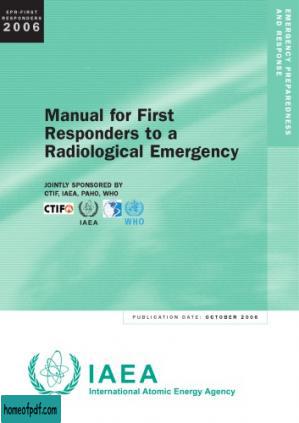 EPR-FIRST
RESPONDERS
2006
EMERGENCY PREPAREDNESS
AND RESPONSE
Manual for First
Responders to a
Radiological Emergency
JOINTLY SPONSORED BY
CTIF, IAEA, PAHO, WHO
CTIF
IAEA
WHO
PUBLICATION DATE: OCTOBER 2006
IAEA
International Atomic Energy Agency
homeofpdf.com